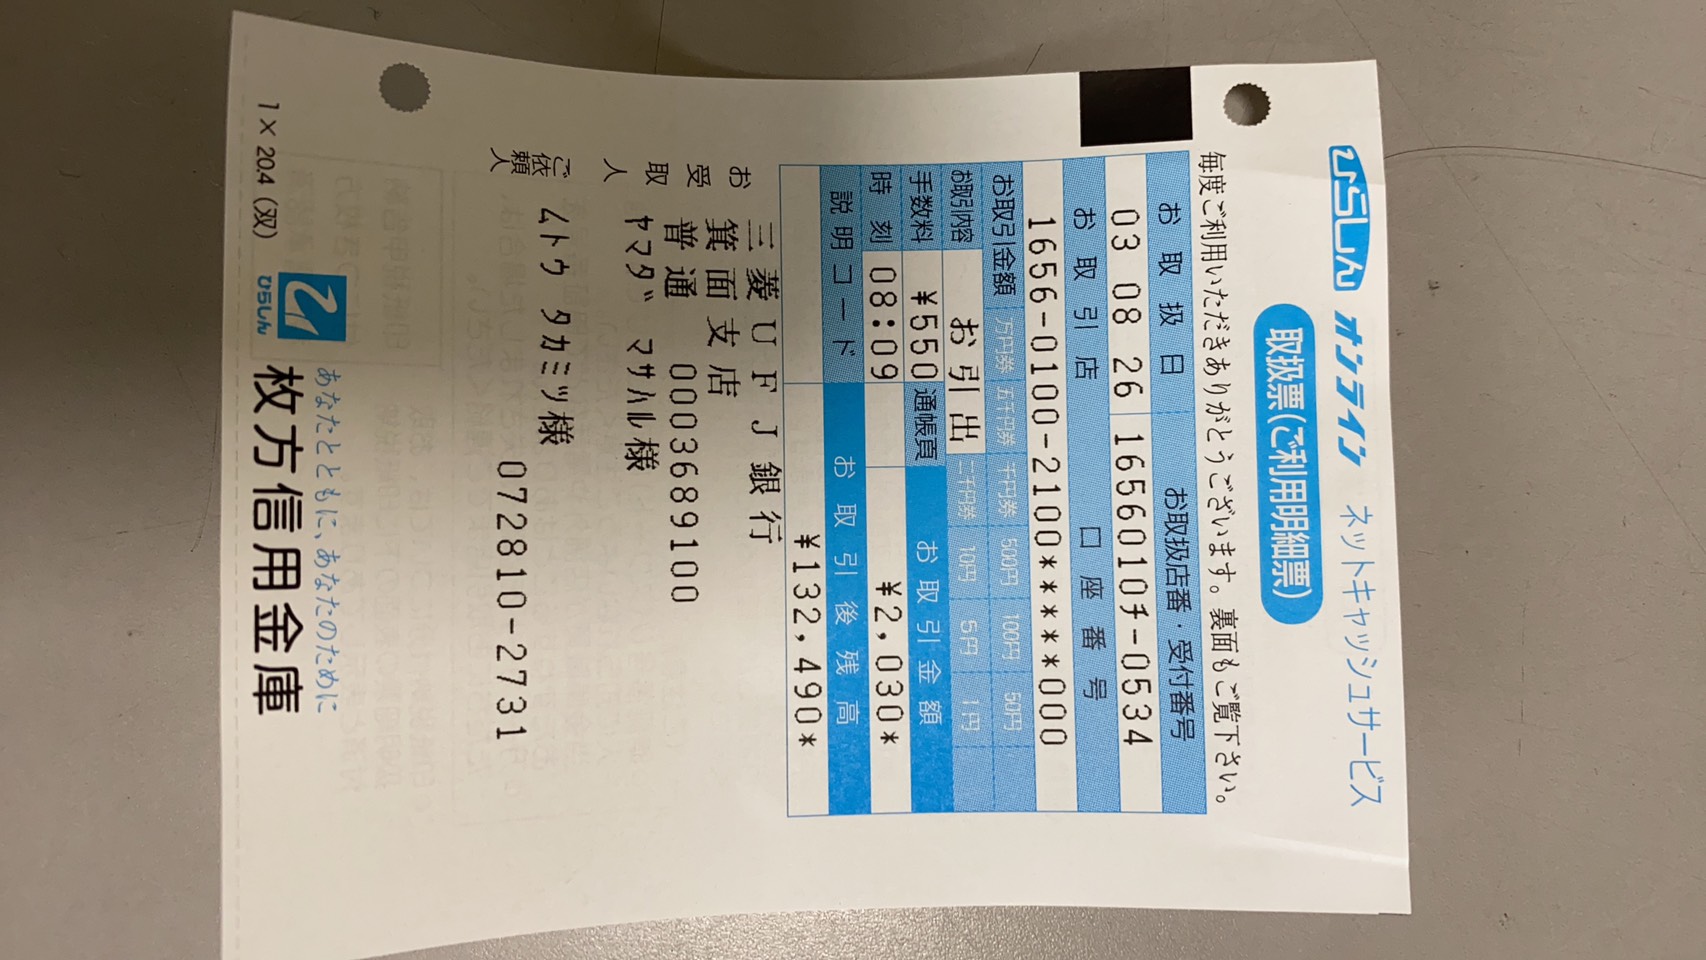 ひらしん オンライン ネットキャッシュサービス
取扱票(ご利用明細票)
毎度ご利用いただきありがとうございます。裏面もご覧下さい。
お取扱日 お取扱店番・受付番号
03 08 26 1656010チ-0534
お取引店 口座番号
1656-0100-2100*****000
お取引金額 万円券 五千円券 千円券 500円 100円 50円
お取引内容 お引出 二千円券 10円 5円 1円
手数料 ¥550 通帳頁 お取引金額
時刻 08:09 ¥2,030*
説明コード お取引後残高
¥132,490*
お受取人 三菱UFJ銀行
箕面支店
普通 0003689100
ヤマダ マサハル様
ご依頼人 ムトウ タカミツ様
072810-2731
あなたとともに、あなたのために
ひらしん 枚方信用金庫
1×20.4(双)